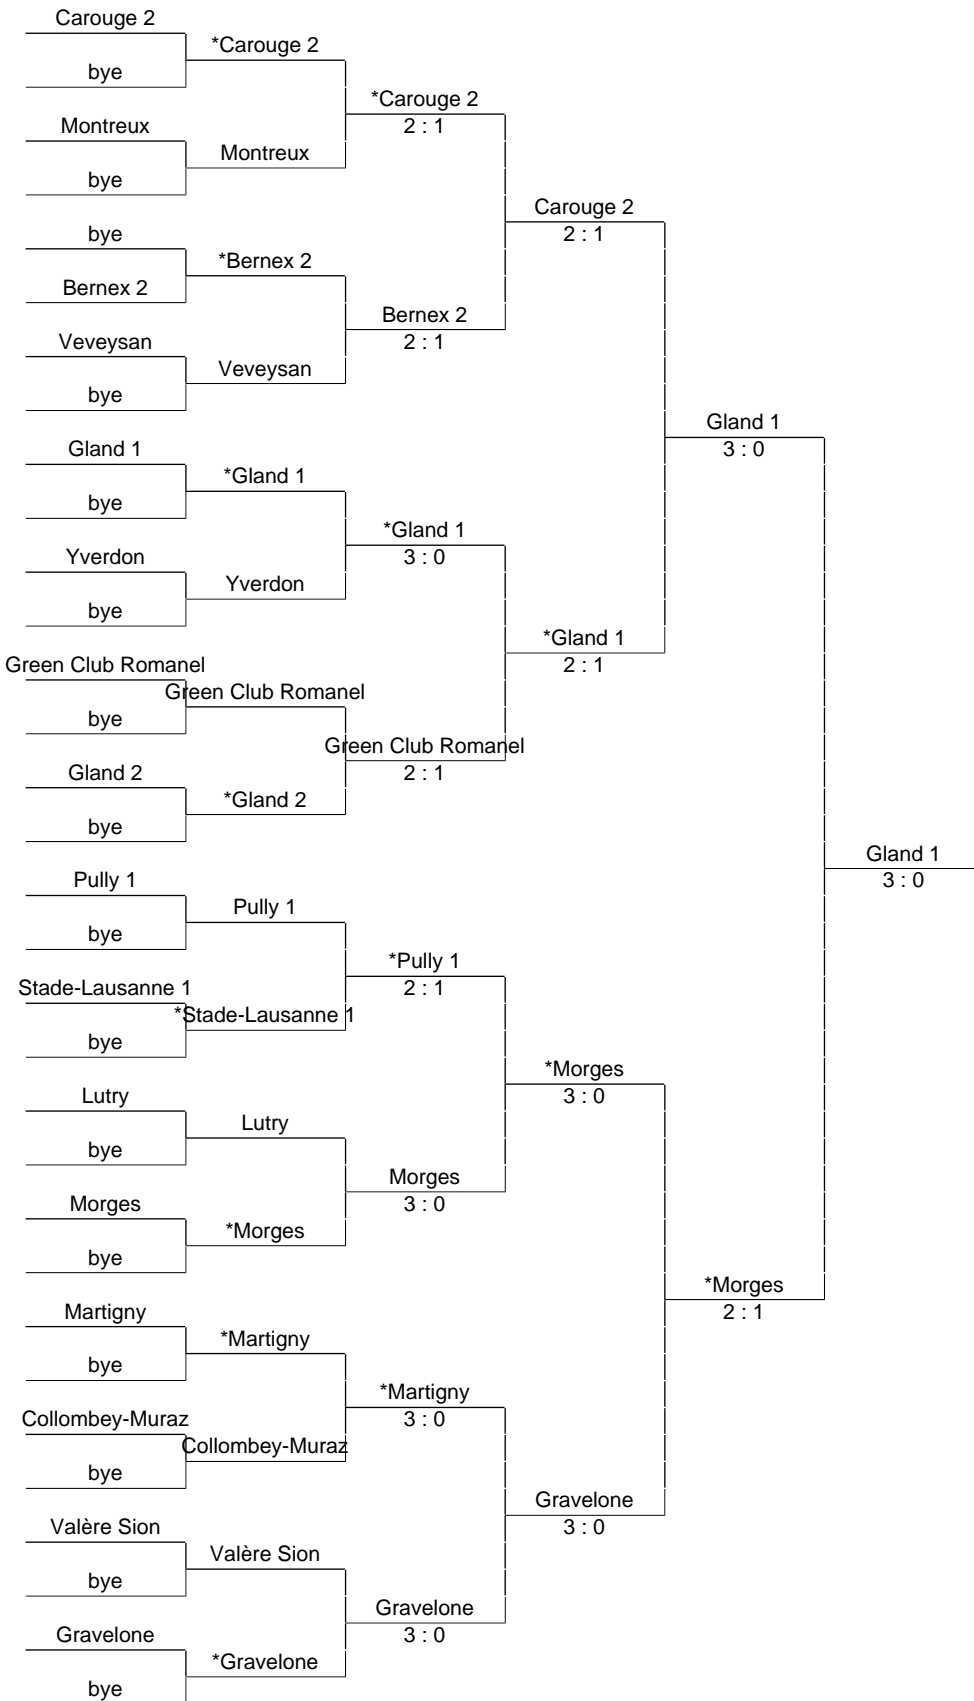 Carouge 2
*Carouge 2
bye
*Carouge 2
Montreux
2 : 1
Montreux
bye
Carouge 2
bye
2 : 1
*Bernex 2
Bernex 2
Bernex 2
Veveysan
2 : 1
Veveysan
bye
Gland 1
Gland 1
3 : 0
*Gland 1
bye
*Gland 1
Yverdon
3 : 0
Yverdon
bye
*Gland 1
Green Club Romanel
2 : 1
Green Club Romanel
bye
Green Club Romanel
Gland 2
2 : 1
*Gland 2
bye
Gland 1
Pully 1
3 : 0
Pully 1
bye
*Pully 1
Stade-Lausanne 1
2 : 1
*Stade-Lausanne 1
bye
*Morges
Lutry
3 : 0
Lutry
bye
Morges
Morges
3 : 0
*Morges
bye
*Morges
Martigny
2 : 1
*Martigny
bye
*Martigny
Collombey-Muraz
3 : 0
Collombey-Muraz
bye
Gravelone
Valère Sion
3 : 0
Valère Sion
bye
Gravelone
Gravelone
3 : 0
*Gravelone
bye